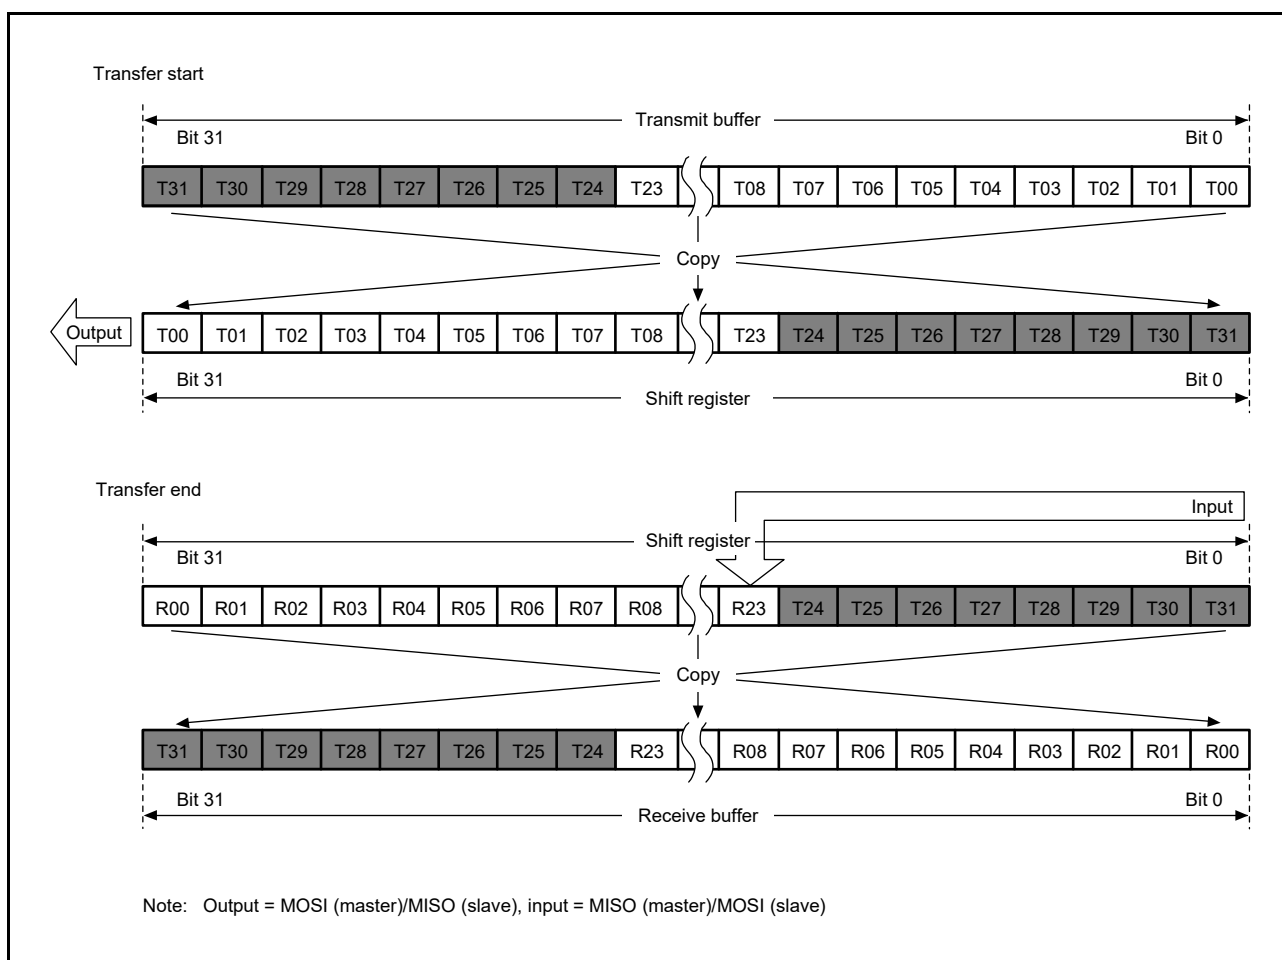 Transfer start
Transmit buffer
Bit 31 Bit 0
T31 T30 T29 T28 T27 T26 T25 T24 T23 T08 T07 T06 T05 T04 T03 T02 T01 T00
Copy
Output T00 T01 T02 T03 T04 T05 T06 T07 T08 T23 T24 T25 T26 T27 T28 T29 T30 T31
Bit 31 Bit 0
Shift register
Transfer end
Input
Shift register
Bit 31 Bit 0
R00 R01 R02 R03 R04 R05 R06 R07 R08 R23 T24 T25 T26 T27 T28 T29 T30 T31
Copy
T31 T30 T29 T28 T27 T26 T25 T24 R23 R08 R07 R06 R05 R04 R03 R02 R01 R00
Bit 31 Bit 0
Receive buffer
Note: Output = MOSI (master)/MISO (slave), input = MISO (master)/MOSI (slave)